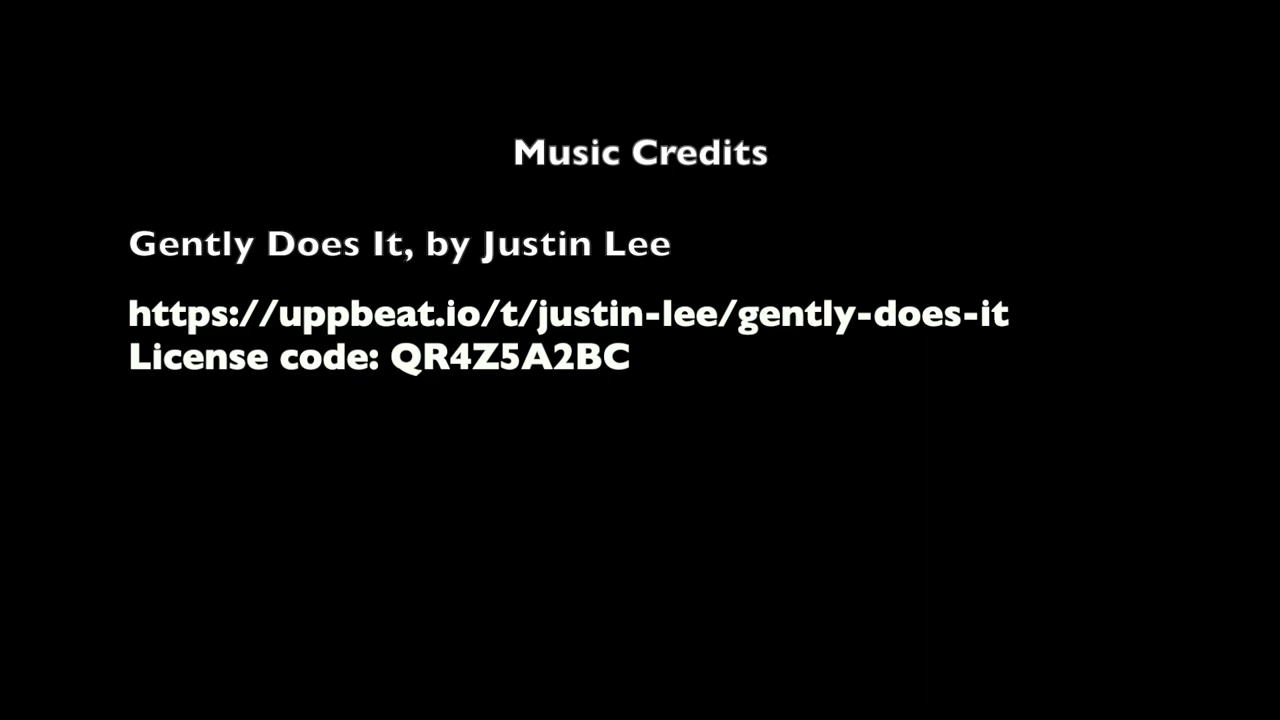 Music Credits
Gently Does It, by Justin Lee
https://uppbeat.io/t/justin-lee/gently-does-it
License code: QR4Z5A2BC